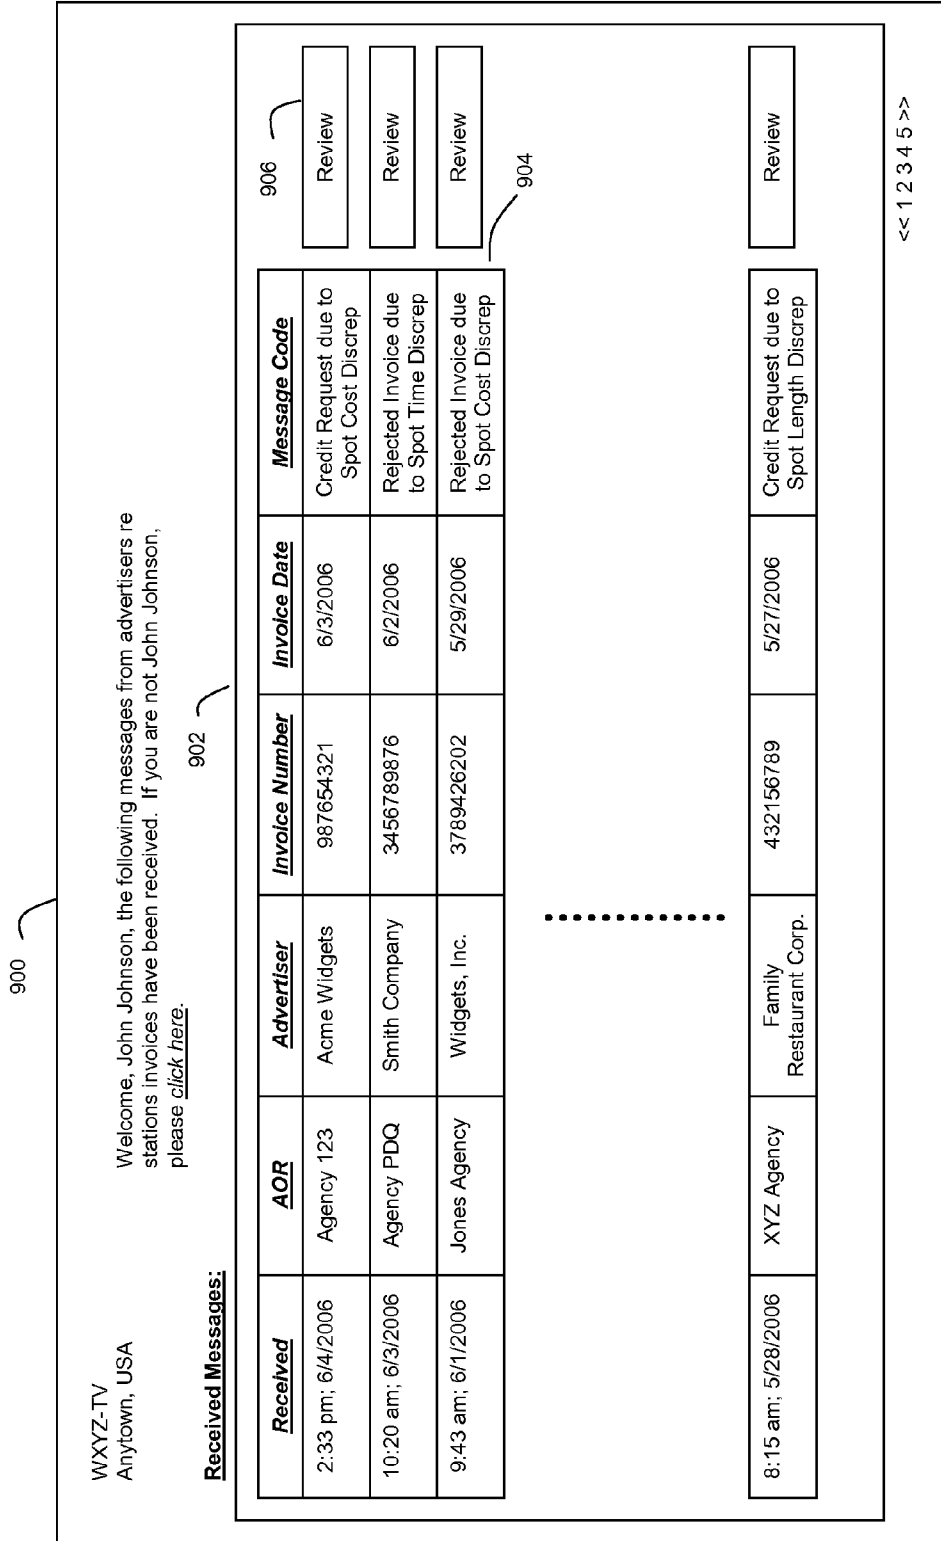 900
WXYZ-TV
Anytown, USA
Welcome, John Johnson, the following messages from advertisers re
stations invoices have been received. If you are not John Johnson,
please click here.
902
Received Messages:
906
Received AOR Advertiser Invoice Number Invoice Date Message Code
2:33 pm; 6/4/2006 Agency 123 Acme Widgets 987654321 6/3/2006 Credit Request due to
Spot Cost Discrep
Review
10:20 am; 6/3/2006 Agency PDQ Smith Company 3456789876 6/2/2006 Rejected Invoice due
to Spot Time Discrep
Review
9:43 am; 6/1/2006 Jones Agency Widgets, Inc. 3789426202 5/29/2006 Rejected Invoice due
to Spot Cost Discrep
Review
904
8:15 am; 5/28/2006 XYZ Agency Family
Restaurant Corp.
432156789 5/27/2006 Credit Request due to
Spot Length Discrep
Review
<< 1 2 3 4 5 >>